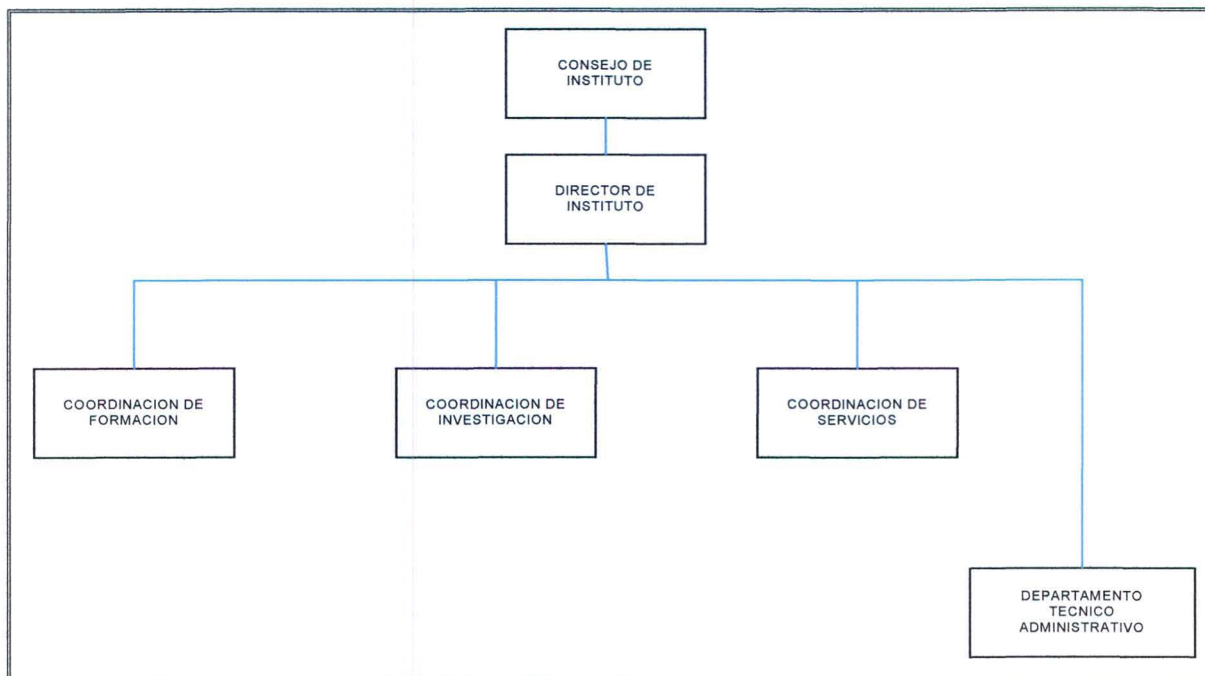 CONSEJO DE
INSTITUTO
DIRECTOR DE
INSTITUTO
COORDINACION DE
FORMACION
COORDINACION DE
INVESTIGACION
COORDINACION DE
SERVICIOS
DEPARTAMENTO
TECNICO
ADMINISTRATIVO